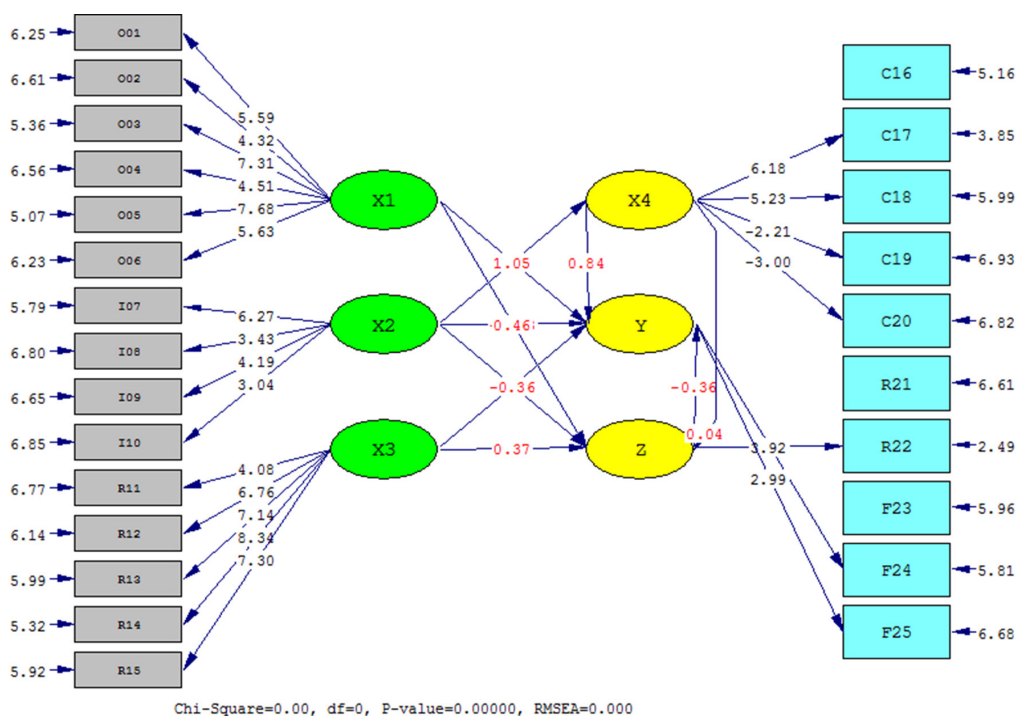 6.25 O01
6.61 O02
5.36 O03
6.56 O04
5.07 O05
6.23 O06
5.79 I07
6.80 I08
6.65 I09
6.85 I10
6.77 R11
6.14 R12
5.99 R13
5.32 R14
5.92 R15
5.59
4.32
7.31
4.51
7.68
5.63
6.27
3.43
4.19
3.04
4.08
6.76
7.14
8.34
7.30
X1
X2
X3
1.05
0.84
-0.36
0.37
-0.36
0.04
X4
Y
Z
6.18
5.23
-2.21
-3.00
3.92
2.99
C16 5.16
C17 3.85
C18 5.99
C19 6.93
C20 6.82
R21 6.61
R22 2.49
F23 5.96
F24 5.81
F25 6.68
Chi-Square=0.00, df=0, P-value=0.00000, RMSEA=0.000